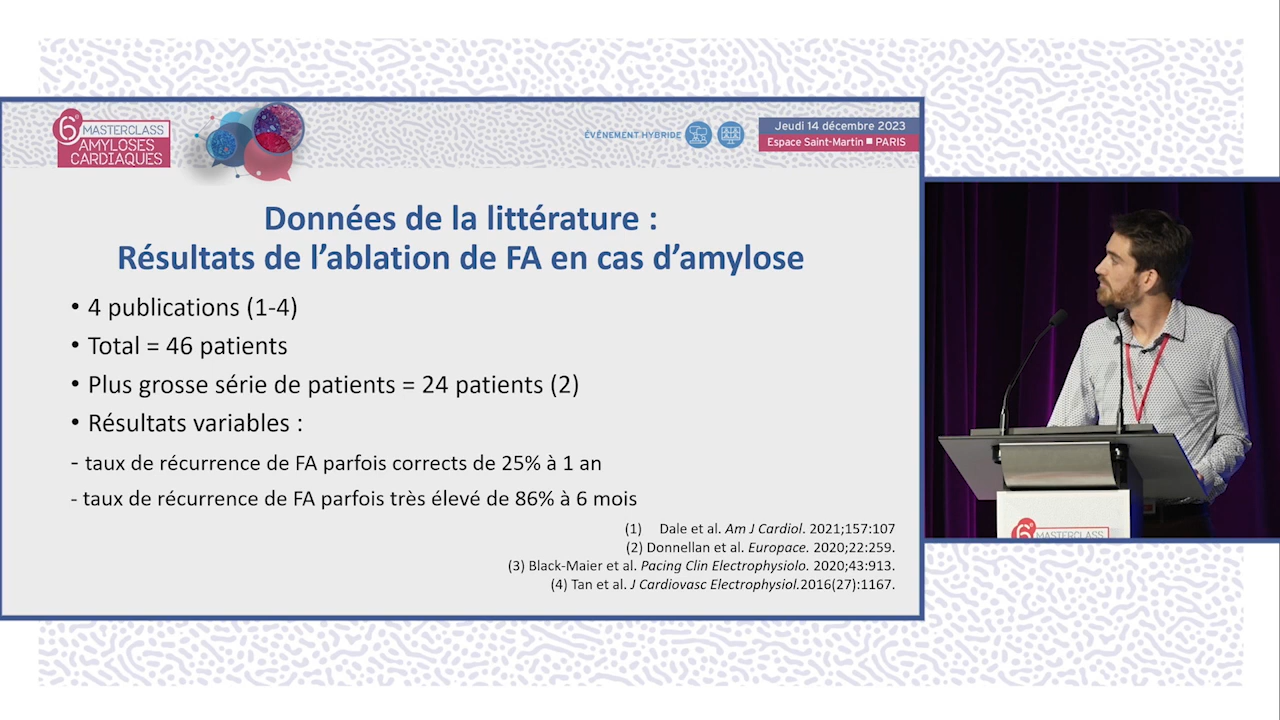 6e
MASTERCLASS
AMYLOSES
CARDIAQUES
ÉVÉNEMENT HYBRIDE
Jeudi 14 décembre 2023
Espace Saint-Martin ■ PARIS
Données de la littérature :
Résultats de l’ablation de FA en cas d’amylose
• 4 publications (1-4)
• Total = 46 patients
• Plus grosse série de patients = 24 patients (2)
• Résultats variables :
- taux de récurrence de FA parfois corrects de 25% à 1 an
- taux de récurrence de FA parfois très élevé de 86% à 6 mois
(1) Dale et al. Am J Cardiol. 2021;157:107
(2) Donnellan et al. Europace. 2020;22:259.
(3) Black-Maier et al. Pacing Clin Electrophysiolo. 2020;43:913.
(4) Tan et al. J Cardiovasc Electrophysiol.2016(27):1167.
6e
MASTERCLASS